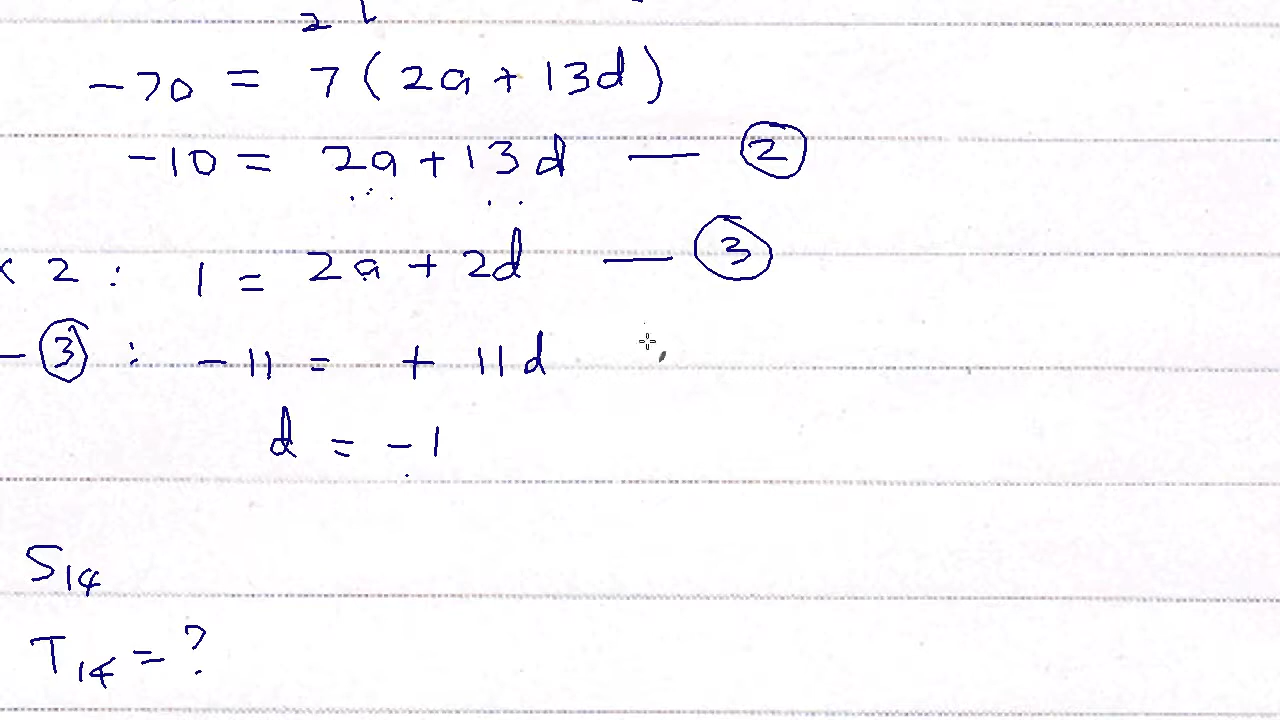 2
-70 = 7 (2a + 13d)
-10 = 2a + 13d — ②
× 2 : 1 = 2a + 2d — ③
- ③ : -11 = + 11d
d = -1
S14
T14 = ?